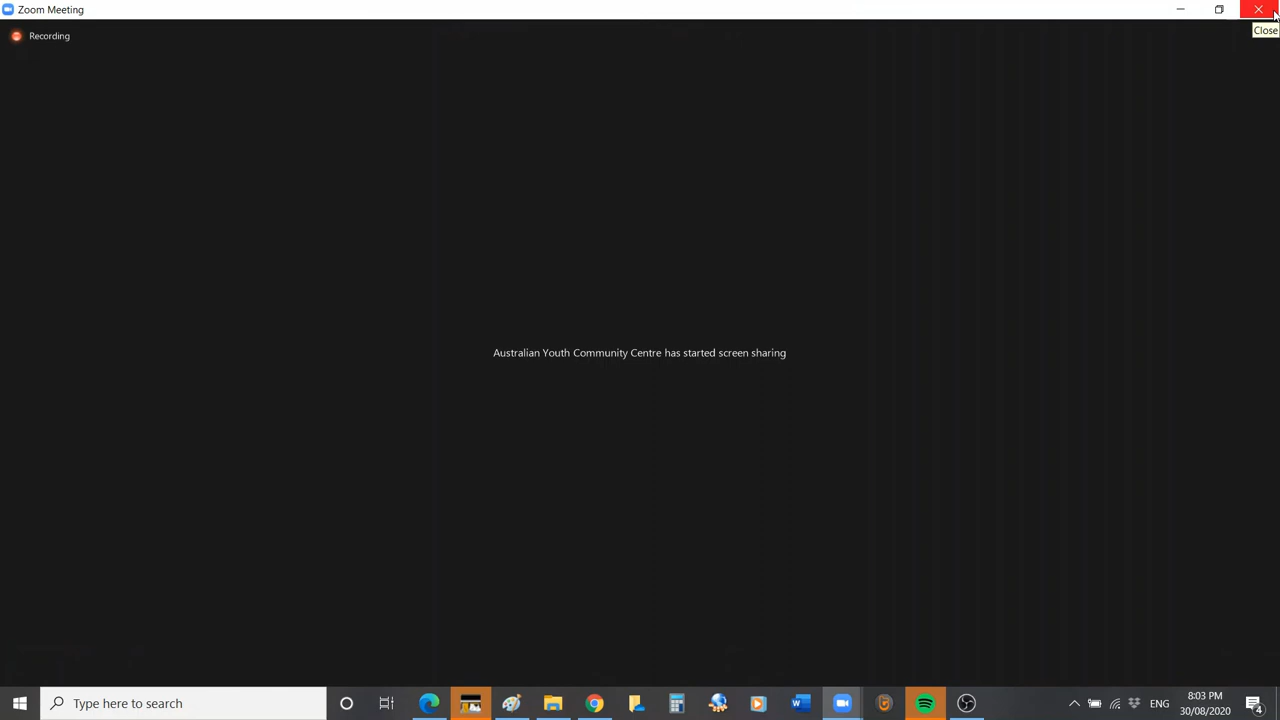 Zoom Meeting
Recording
Close
Australian Youth Community Centre has started screen sharing
Type here to search
ENG
8:03 PM
30/08/2020
4